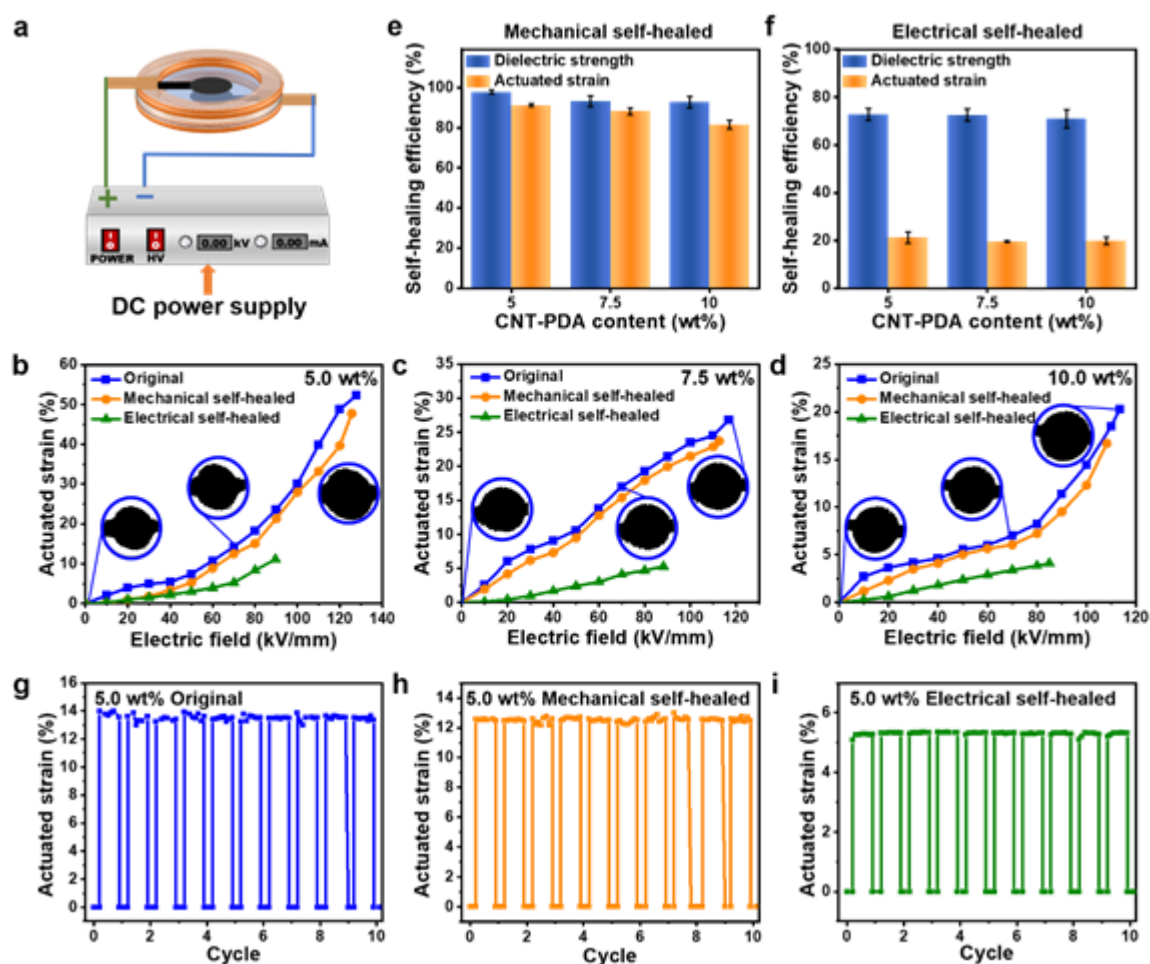 a
+
−
POWER
HV
0.00 kV
0.00 mA
DC power supply
e
Mechanical self-healed
Dielectric strength
Actuated strain
Self-healing efficiency (%)
100
80
60
40
20
0
5
7.5
10
CNT-PDA content (wt%)
f
Electrical self-healed
Dielectric strength
Actuated strain
Self-healing efficiency (%)
100
80
60
40
20
0
5
7.5
10
CNT-PDA content (wt%)
b
Original
5.0 wt%
Mechanical self-healed
Electrical self-healed
Actuated strain (%)
60
50
40
30
20
10
0
0 20 40 60 80 100 120 140
Electric field (kV/mm)
c
Original
7.5 wt%
Mechanical self-healed
Electrical self-healed
Actuated strain (%)
35
30
25
20
15
10
5
0
0 20 40 60 80 100 120
Electric field (kV/mm)
d
Original
10.0 wt%
Mechanical self-healed
Electrical self-healed
Actuated strain (%)
25
20
15
10
5
0
0 20 40 60 80 100 120
Electric field (kV/mm)
g
5.0 wt% Original
Actuated strain (%)
16
14
12
10
8
6
4
2
0
0 2 4 6 8 10
Cycle
h
5.0 wt% Mechanical self-healed
Actuated strain (%)
14
12
10
8
6
4
2
0
0 2 4 6 8 10
Cycle
i
5.0 wt% Electrical self-healed
Actuated strain (%)
6
4
2
0
0 2 4 6 8 10
Cycle